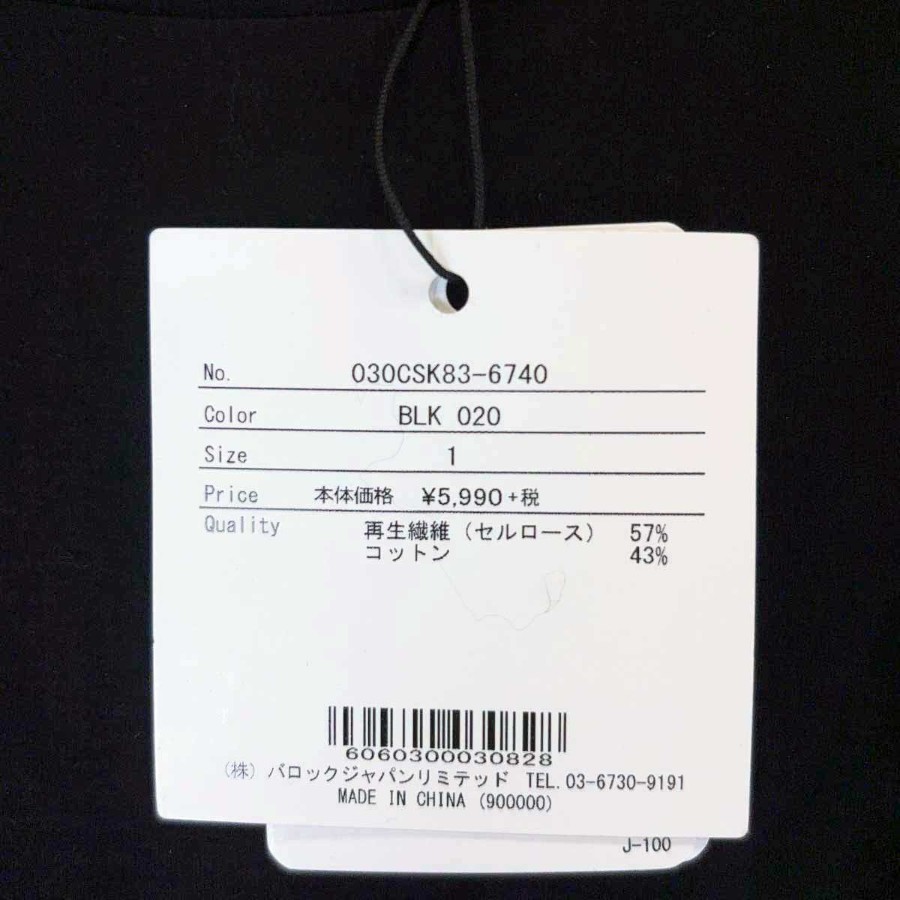 No. 030CSK83-6740
Color BLK 020
Size 1
Price 本体価格 ¥5,990+税
Quality 再生繊維（セルロース） 57%
コットン 43%
6060300030828
（株）バロックジャパンリミテッド TEL.03-6730-9191
MADE IN CHINA (900000)
J-100